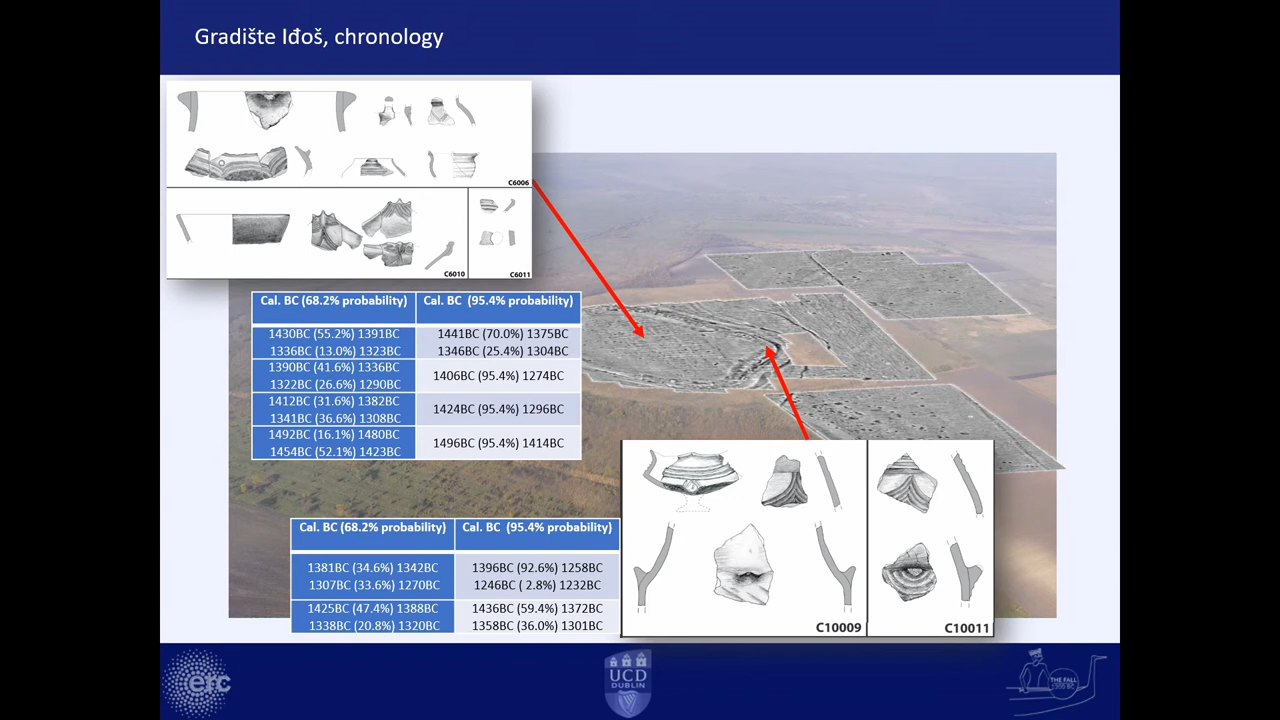 Gradište Iđoš, chronology
C6006
C6010
C6011
Cal. BC (68.2% probability) Cal. BC (95.4% probability)
1430BC (55.2%) 1391BC 1441BC (70.0%) 1375BC
1336BC (13.0%) 1323BC 1346BC (25.4%) 1304BC
1390BC (41.6%) 1336BC
1322BC (26.6%) 1290BC
1406BC (95.4%) 1274BC
1412BC (31.6%) 1382BC
1341BC (36.6%) 1308BC
1424BC (95.4%) 1296BC
1492BC (16.1%) 1480BC
1454BC (52.1%) 1423BC
1496BC (95.4%) 1414BC
Cal. BC (68.2% probability) Cal. BC (95.4% probability)
1381BC (34.6%) 1342BC 1396BC (92.6%) 1258BC
1307BC (33.6%) 1270BC 1246BC ( 2.8%) 1232BC
1425BC (47.4%) 1388BC 1436BC (59.4%) 1372BC
1338BC (20.8%) 1320BC 1358BC (36.0%) 1301BC
C10009
C10011
erc
UCD
DUBLIN
THE FALL
1200 BC